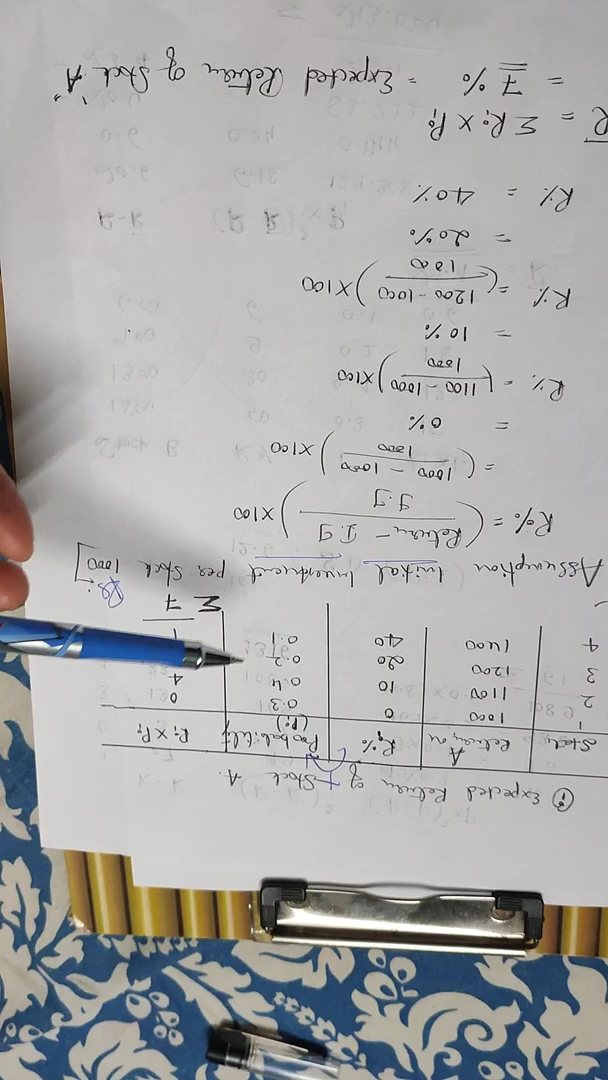 ① Expected Return of Stock A.
State Return, on A R% Probability (Pi) Ri × Pi
1 1000 0 0.3 0
2 1100 10 0.4 4
3 1200 20 0.2
4 1400 40 0.1
Σ 7
Assumption Initial Investment per Stock Rs. 1000]
R% = (Return - I.I / I.I) X100
= (1000 - 1000 / 1000) X100
= 0%
R% = (1100 - 1000 / 1000) X100
= 10%
R% = (1200 - 1000 / 1000) X100
= 20%
R% = 40%
R = Σ Ri X Pi
= 7% = Expected Return of Stock "A"